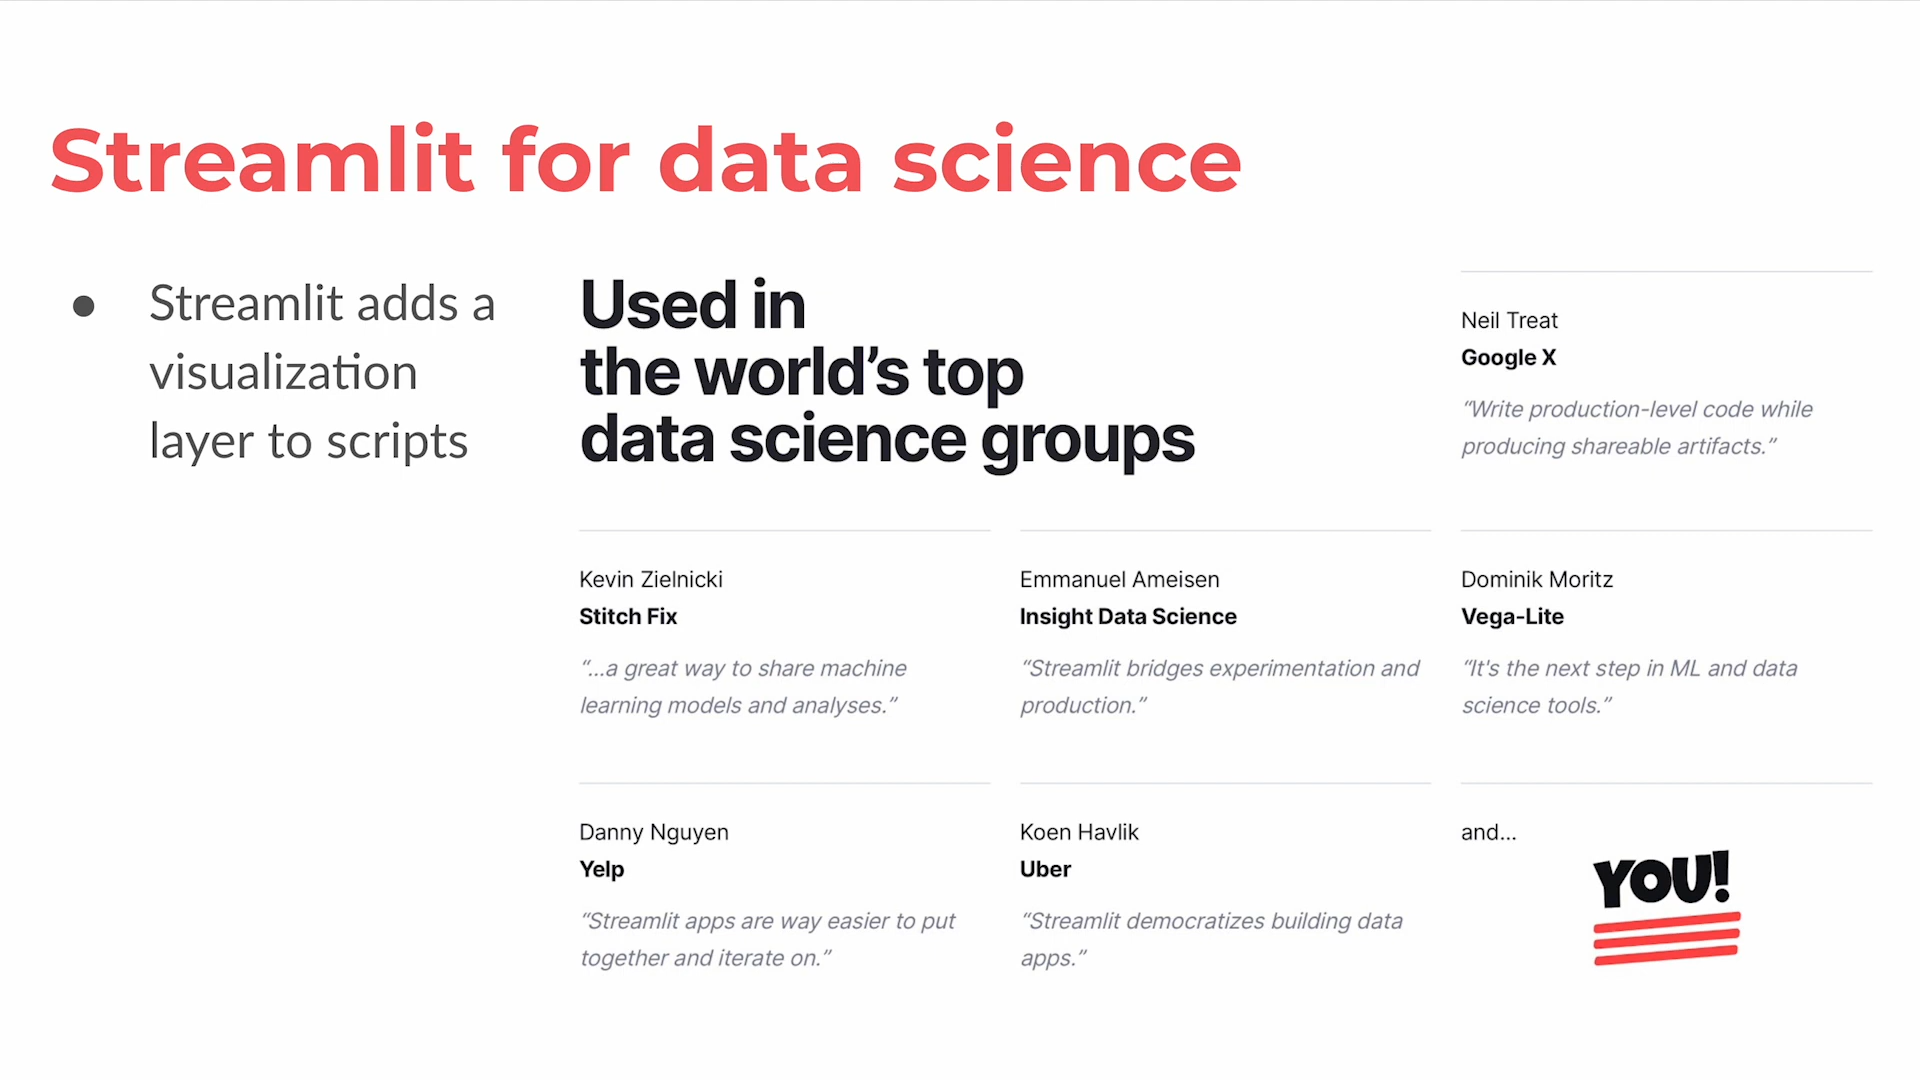 Streamlit for data science
● Streamlit adds a
visualization
layer to scripts
Used in
the world’s top
data science groups
Neil Treat
Google X
“Write production-level code while
producing shareable artifacts.”
Kevin Zielnicki
Stitch Fix
“...a great way to share machine
learning models and analyses.”
Emmanuel Ameisen
Insight Data Science
“Streamlit bridges experimentation and
production.”
Dominik Moritz
Vega-Lite
“It's the next step in ML and data
science tools.”
Danny Nguyen
Yelp
“Streamlit apps are way easier to put
together and iterate on.”
Koen Havlik
Uber
“Streamlit democratizes building data
apps.”
and...
YOU!